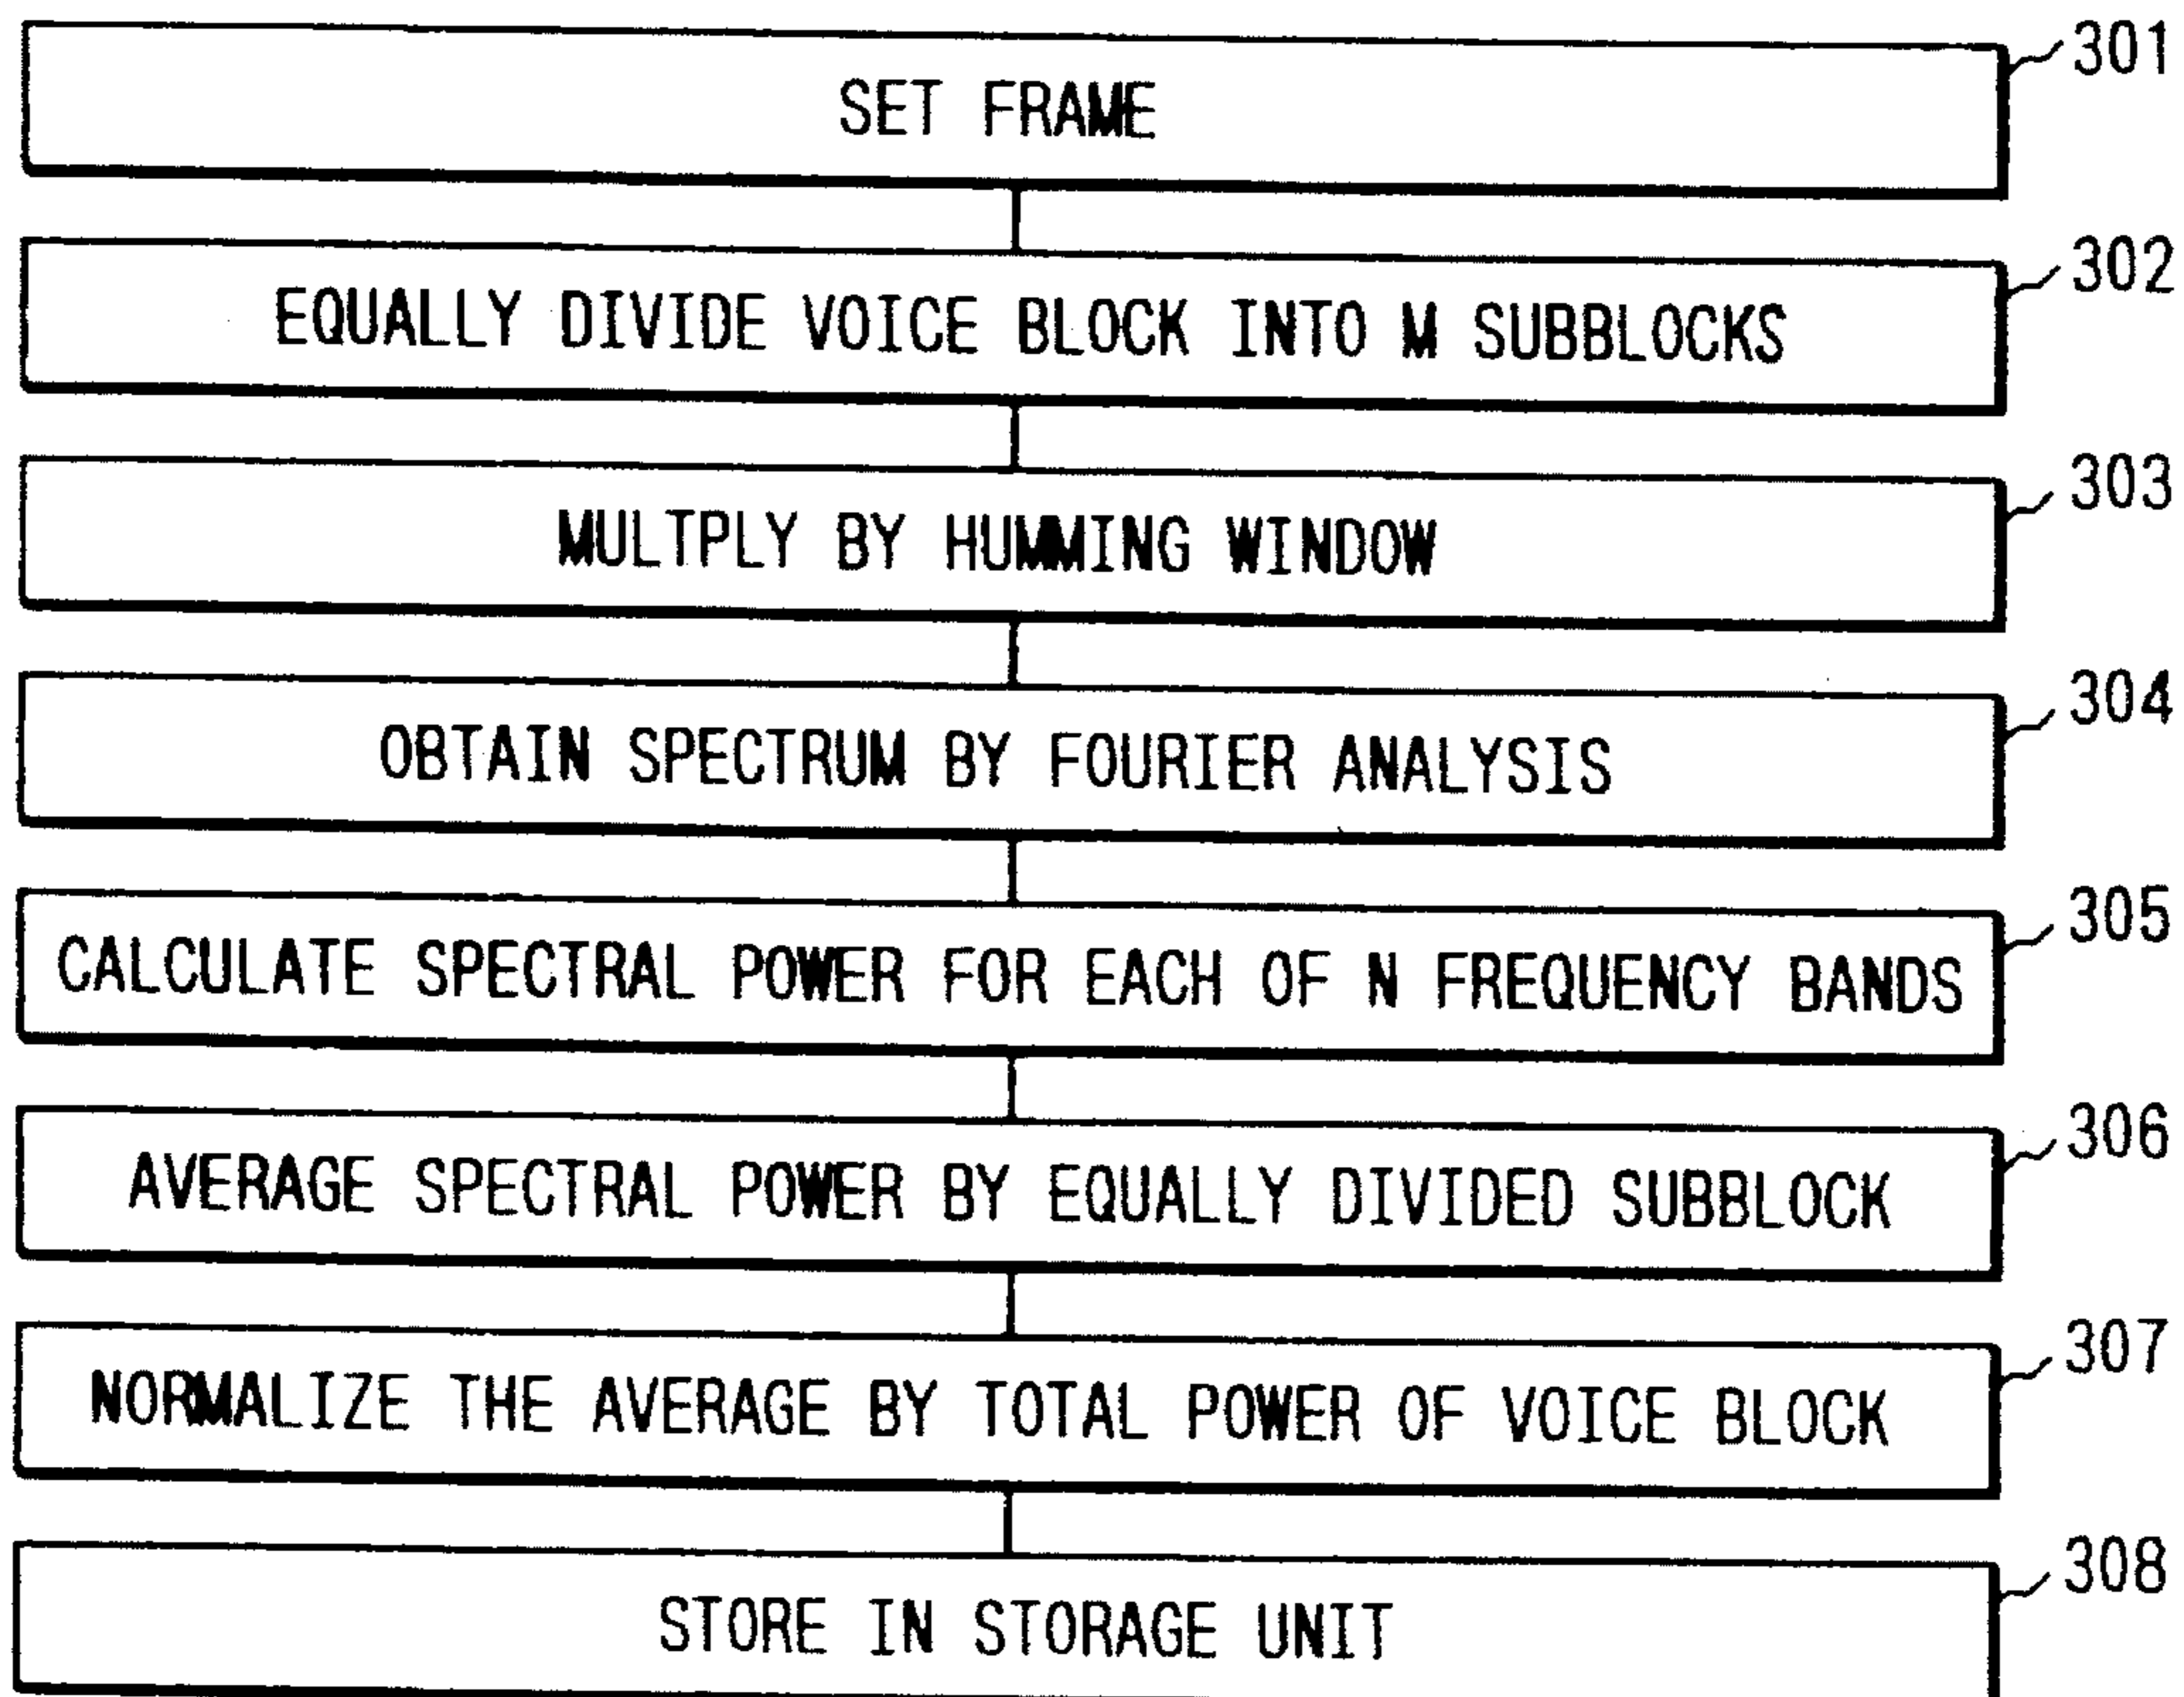 301
SET FRAME
302
EQUALLY DIVIDE VOICE BLOCK INTO M SUBBLOCKS
303
MULTPLY BY HUMMING WINDOW
304
OBTAIN SPECTRUM BY FOURIER ANALYSIS
305
CALCULATE SPECTRAL POWER FOR EACH OF N FREQUENCY BANDS
306
AVERAGE SPECTRAL POWER BY EQUALLY DIVIDED SUBBLOCK
307
NORMALIZE THE AVERAGE BY TOTAL POWER OF VOICE BLOCK
308
STORE IN STORAGE UNIT